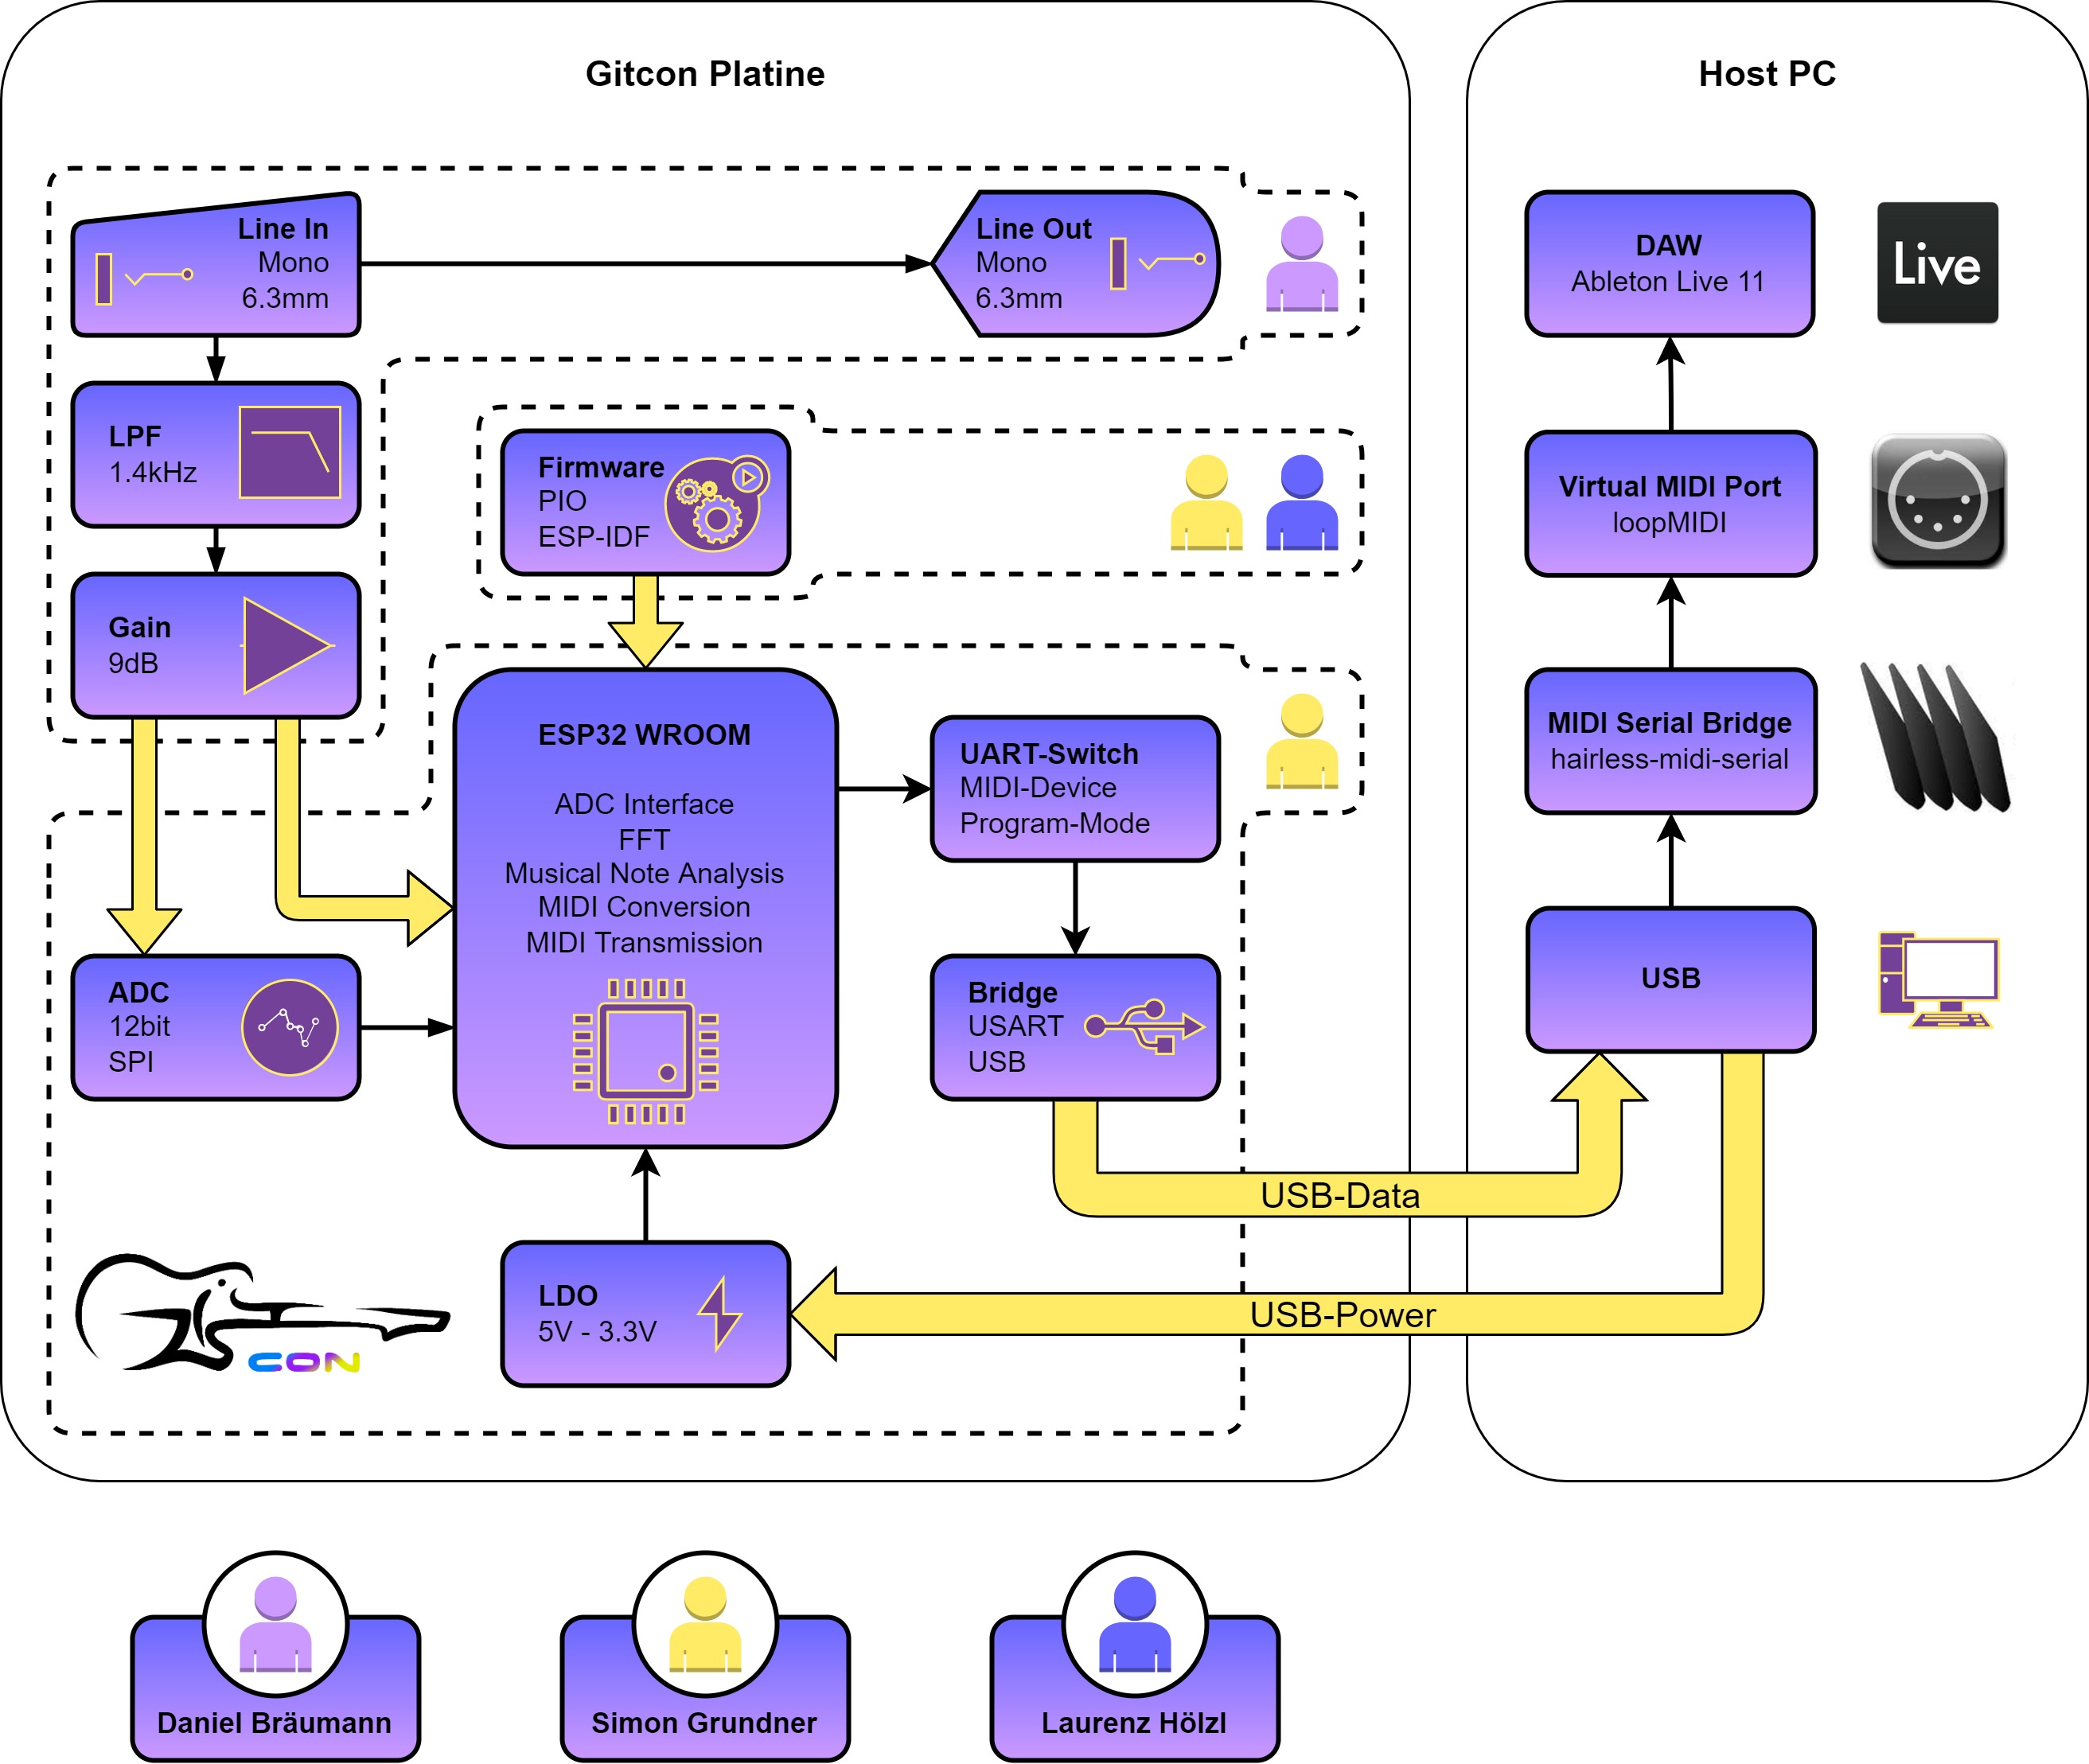 Gitcon Platine
Host PC
Line In
Mono
6.3mm
Line Out
Mono
6.3mm
DAW
Ableton Live 11
Live
LPF
1.4kHz
Firmware
PIO
ESP-IDF
Virtual MIDI Port
loopMIDI
Gain
9dB
ESP32 WROOM
ADC Interface
FFT
Musical Note Analysis
MIDI Conversion
MIDI Transmission
UART-Switch
MIDI-Device
Program-Mode
MIDI Serial Bridge
hairless-midi-serial
ADC
12bit
SPI
Bridge
USART
USB
USB
USB-Data
LDO
5V - 3.3V
USB-Power
CON
Daniel Bräumann
Simon Grundner
Laurenz Hölzl